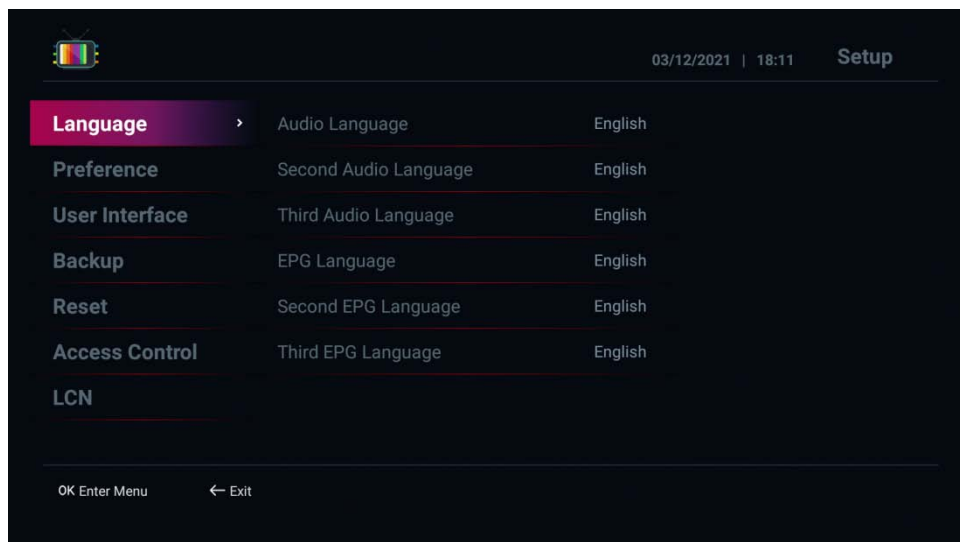 03/12/2021 | 18:11 Setup
Language › Audio Language English
Preference Second Audio Language English
User Interface Third Audio Language English
Backup EPG Language English
Reset Second EPG Language English
Access Control Third EPG Language English
LCN
OK Enter Menu ← Exit